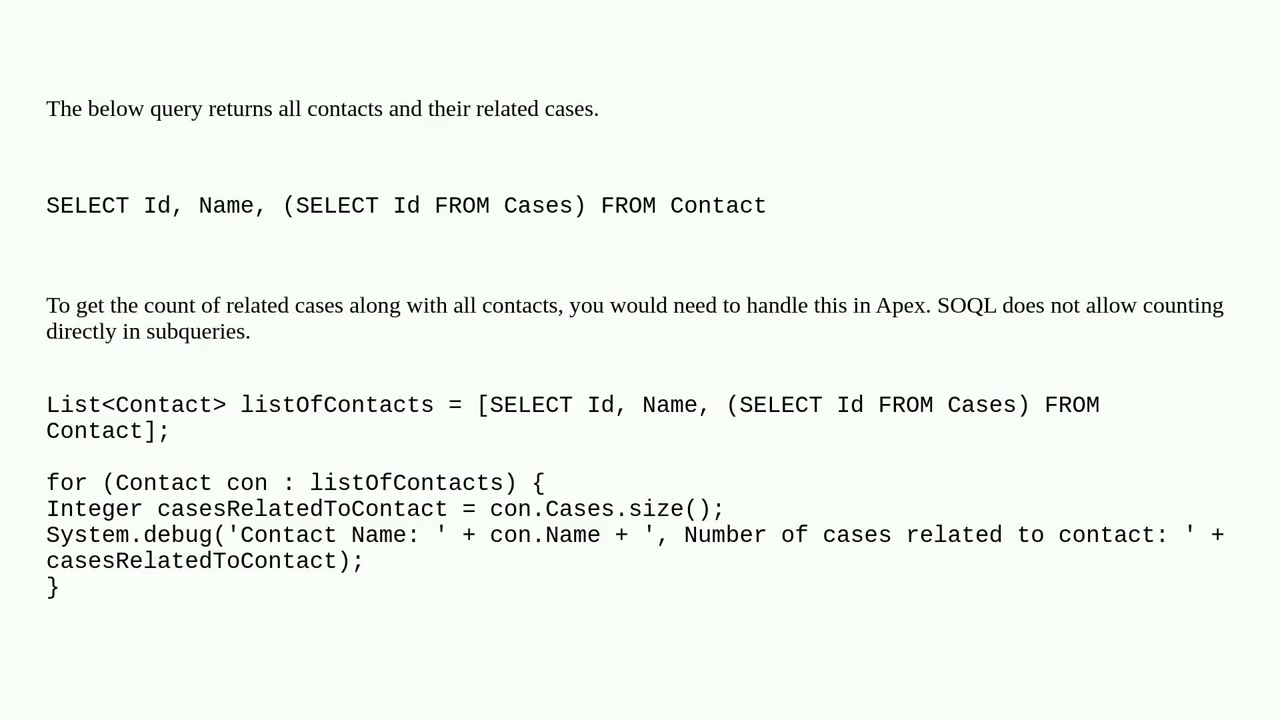 The below query returns all contacts and their related cases.
SELECT Id, Name, (SELECT Id FROM Cases) FROM Contact
To get the count of related cases along with all contacts, you would need to handle this in Apex. SOQL does not allow counting
directly in subqueries.
List<Contact> listOfContacts = [SELECT Id, Name, (SELECT Id FROM Cases) FROM
Contact];
for (Contact con : listOfContacts) {
Integer casesRelatedToContact = con.Cases.size();
System.debug('Contact Name: ' + con.Name + ', Number of cases related to contact: ' +
casesRelatedToContact);
}